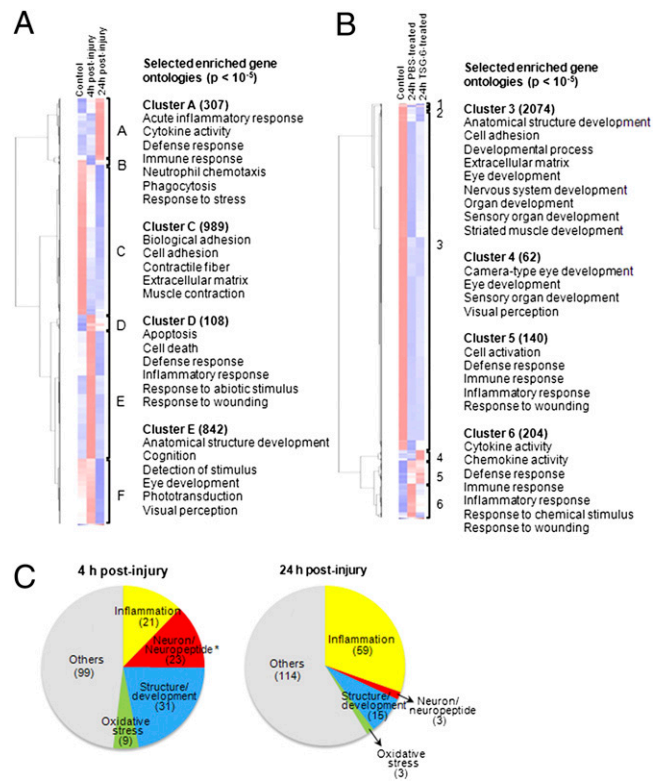 A
Control
4h post-injury
24h post-injury
Selected enriched gene
ontologies (p < 10-5)
A
B
C
D
E
F
Cluster A (307)
Acute inflammatory response
Cytokine activity
Defense response
Immune response
Neutrophil chemotaxis
Phagocytosis
Response to stress
Cluster C (989)
Biological adhesion
Cell adhesion
Contractile fiber
Extracellular matrix
Muscle contraction
Cluster D (108)
Apoptosis
Cell death
Defense response
Inflammatory response
Response to abiotic stimulus
Response to wounding
Cluster E (842)
Anatomical structure development
Cognition
Detection of stimulus
Eye development
Phototransduction
Visual perception
B
Control
24h PBS-treated
24h TSG-6-treated
Selected enriched gene
ontologies (p < 10-5)
1
2
3
4
5
6
Cluster 3 (2074)
Anatomical structure development
Cell adhesion
Developmental process
Extracellular matrix
Eye development
Nervous system development
Organ development
Sensory organ development
Striated muscle development
Cluster 4 (62)
Camera-type eye development
Eye development
Sensory organ development
Visual perception
Cluster 5 (140)
Cell activation
Defense response
Immune response
Inflammatory response
Response to wounding
Cluster 6 (204)
Cytokine activity
Chemokine activity
Defense response
Immune response
Inflammatory response
Response to chemical stimulus
Response to wounding
C
4 h post-injury
Inflammation
(21)
Neuron/
Neuropeptide*
(23)
Structure/
development
(31)
Oxidative
stress
(9)
Others
(99)
24 h post-injury
Inflammation
(59)
Neuron/
neuropeptide
(3)
Structure/
development
(15)
Oxidative
stress
(3)
Others
(114)